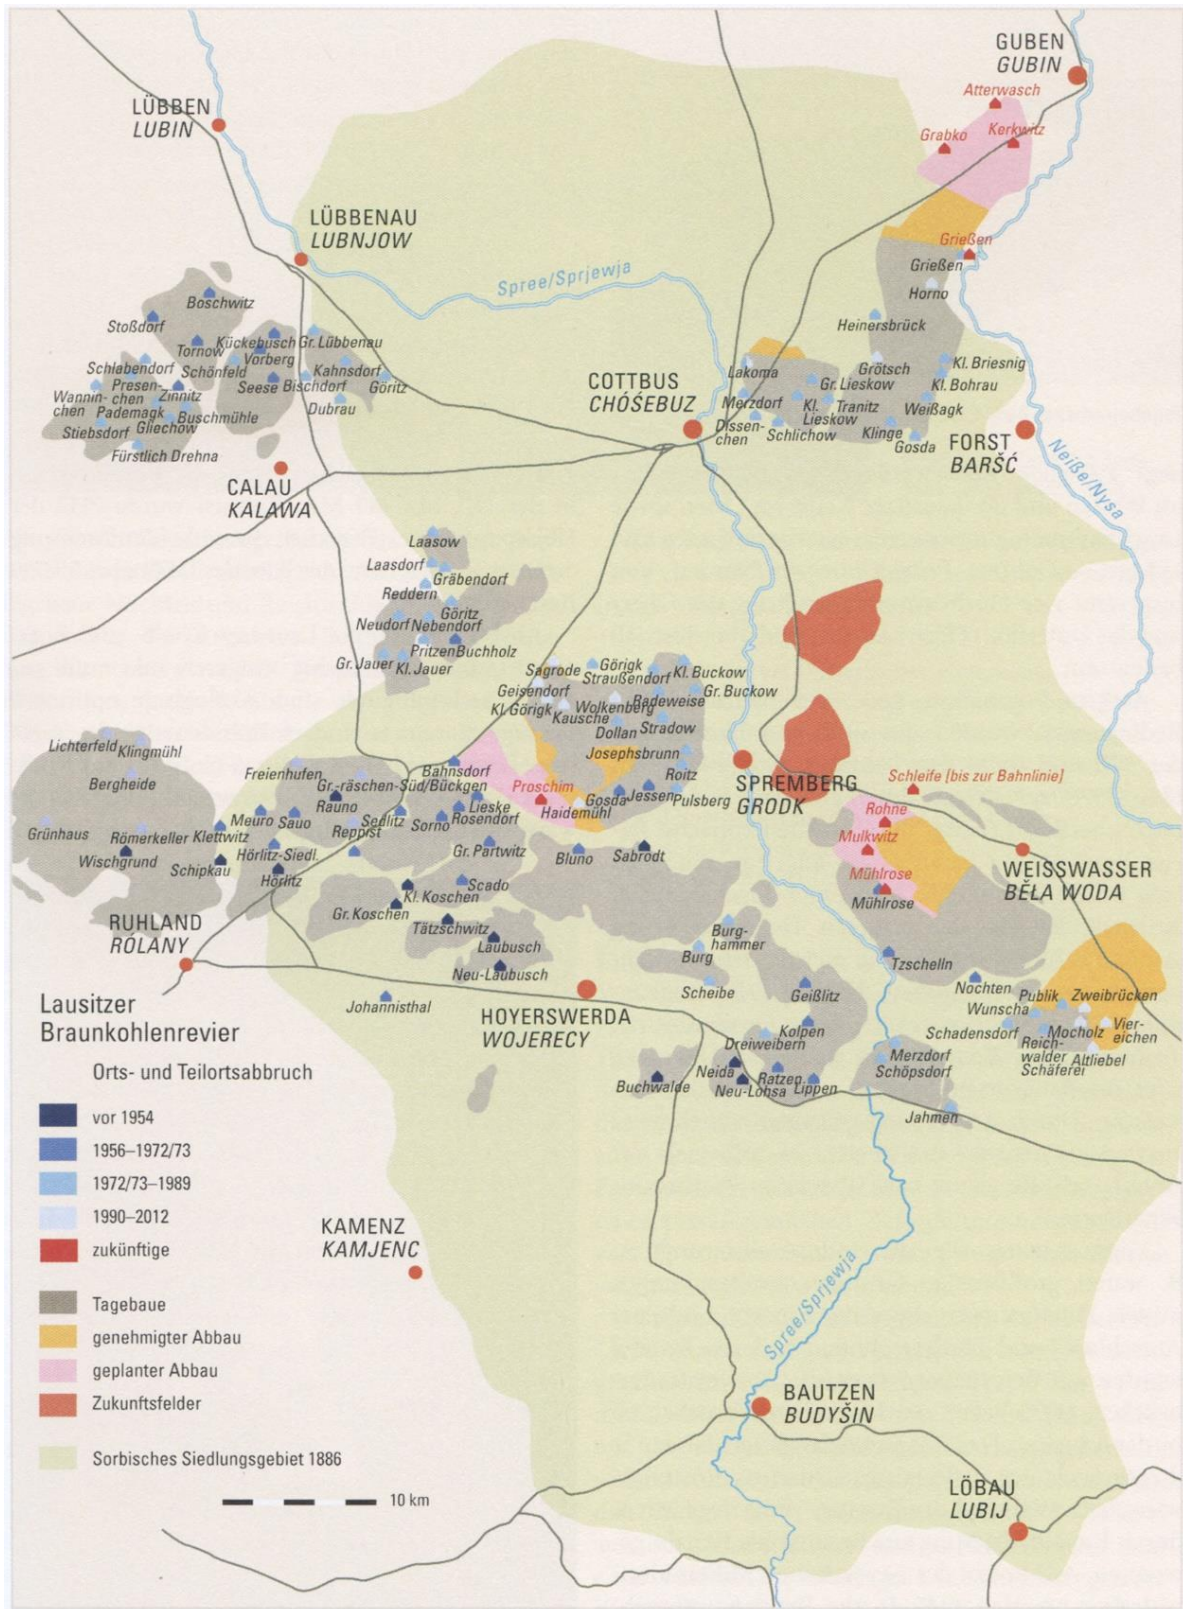 GUBEN
GUBIN
Atterwasch
Grabko
Kerkwitz
LÜBBEN
LUBIN
LÜBBENAU
LUBNJOW
Spree/Sprjewja
Grießen
Grießen
Horno
Heinersbrück
Boschwitz
Stoßdorf
Tornow
Kückebusch
Gr. Lübbenau
Vorberg
Schönfeld
Schlabendorf
Kahnsdorf
Seese
Bischdorf
Göritz
Presen-
chen
Zinnitz
Wannin-
chen
Pademagk
Buschmühle
Dubrau
Stiebsdorf
Gliechow
Fürstlich Drehna
Lakoma
Grötsch
Kl. Briesnig
Kl. Bohrau
Gr. Lieskow
COTTBUS
CHÓŚEBUZ
Merzdorf
Kl.
Lieskow
Tranitz
Weißagk
Dissen-
chen
Schlichow
Klinge
Gosda
FORST
BARŠĆ
Neiße/Nysa
CALAU
KALAWA
Laasow
Laasdorf
Gräbendorf
Reddern
Göritz
Neudorf
Nebendorf
Pritzen
Buchholz
Gr. Jauer
Kl. Jauer
Sagrode
Görigk
Straußendorf
Kl. Buckow
Geisendorf
Radeweise
Gr. Buckow
Kl. Görigk
Wolkenberg
Kausche
Dollan
Stradow
Josephsbrunn
Roitz
Lichterfeld
Klingmühl
Bergheide
Freienhufen
Bahnsdorf
Gr.-räschen-Süd/Bückgen
Proschim
Gosda
Jessen
Pulsberg
Haidemühl
SPREMBERG
GRODK
Schleife [bis zur Bahnlinie]
Rohne
Mulkwitz
Mühlrose
Mühlrose
WEISSWASSER
BĚŁA WODA
Rauno
Lieske
Rosendorf
Sedlitz
Sorno
Meuro
Sauo
Reppist
Grünhaus
Römerkeller
Klettwitz
Wischgrund
Hörlitz-Siedl.
Schipkau
Hörlitz
Gr. Partwitz
Bluno
Sabrodt
Scado
Kl. Koschen
Gr. Koschen
Tätzschwitz
Laubusch
Neu-Laubusch
RUHLAND
RÓLANY
Burg-
hammer
Burg
Scheibe
Tzschelln
Geißlitz
Nochten
Publik
Zweibrücken
Wunscha
Schadensdorf
Mocholz
Vier-
eichen
Reich-
walder
Schäferei
Altliebel
Johannisthal
HOYERSWERDA
WOJERECY
Kolpen
Dreiweibern
Merzdorf
Schöpsdorf
Neida
Ratzen
Buchwalde
Neu-Lohsa
Lippen
Jahmen
Lausitzer
Braunkohlenrevier
Orts- und Teilortsabbruch
vor 1954
1956–1972/73
1972/73–1989
1990–2012
zukünftige
Tagebaue
genehmigter Abbau
geplanter Abbau
Zukunftsfelder
Sorbisches Siedlungsgebiet 1886
10 km
KAMENZ
KAMJENC
Spree/Sprjewja
BAUTZEN
BUDYŠIN
LÖBAU
LUBIJ